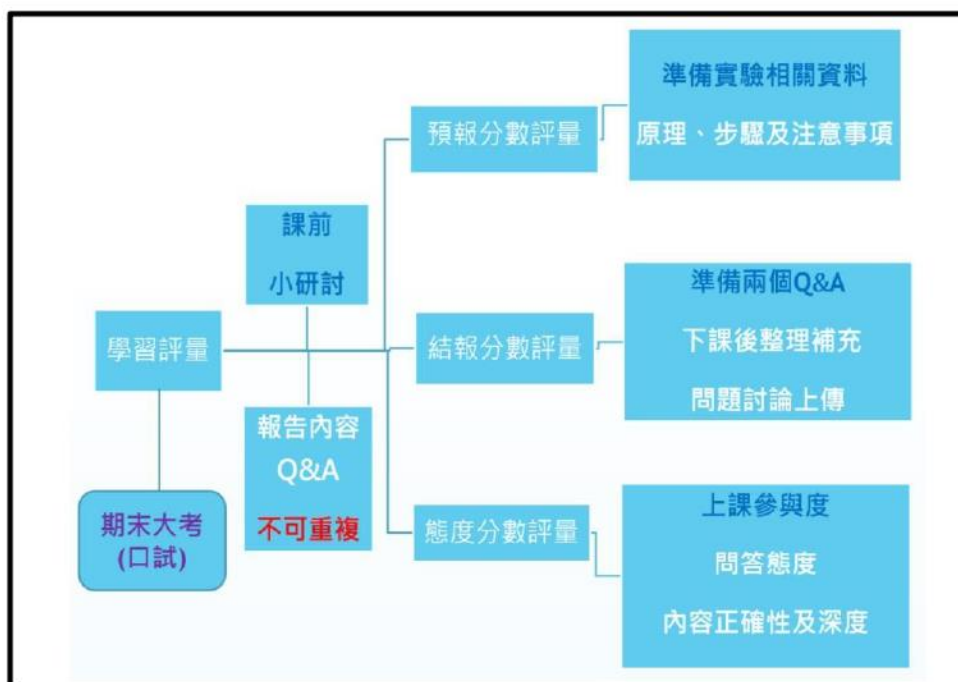 學習評量
期末大考
(口試)
課前
小研討
報告內容
Q&A
不可重複
預報分數評量
準備實驗相關資料
原理、步驟及注意事項
結報分數評量
準備兩個Q&A
下課後整理補充
問題討論上傳
態度分數評量
上課參與度
問答態度
內容正確性及深度